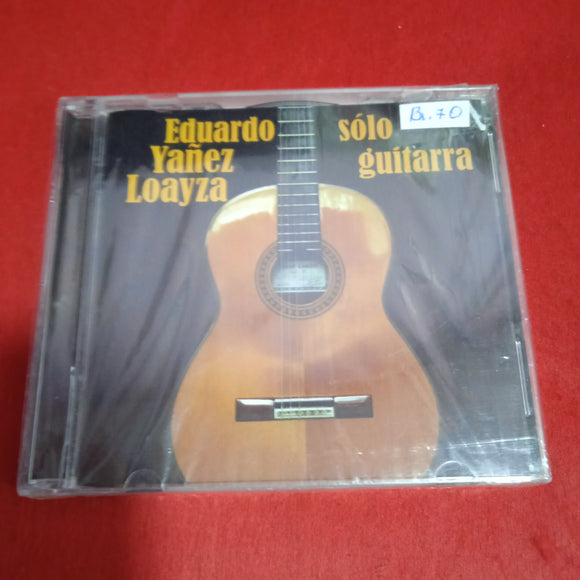 Eduardo
Yañez
Loayza
sólo
guitarra
Bs. 70